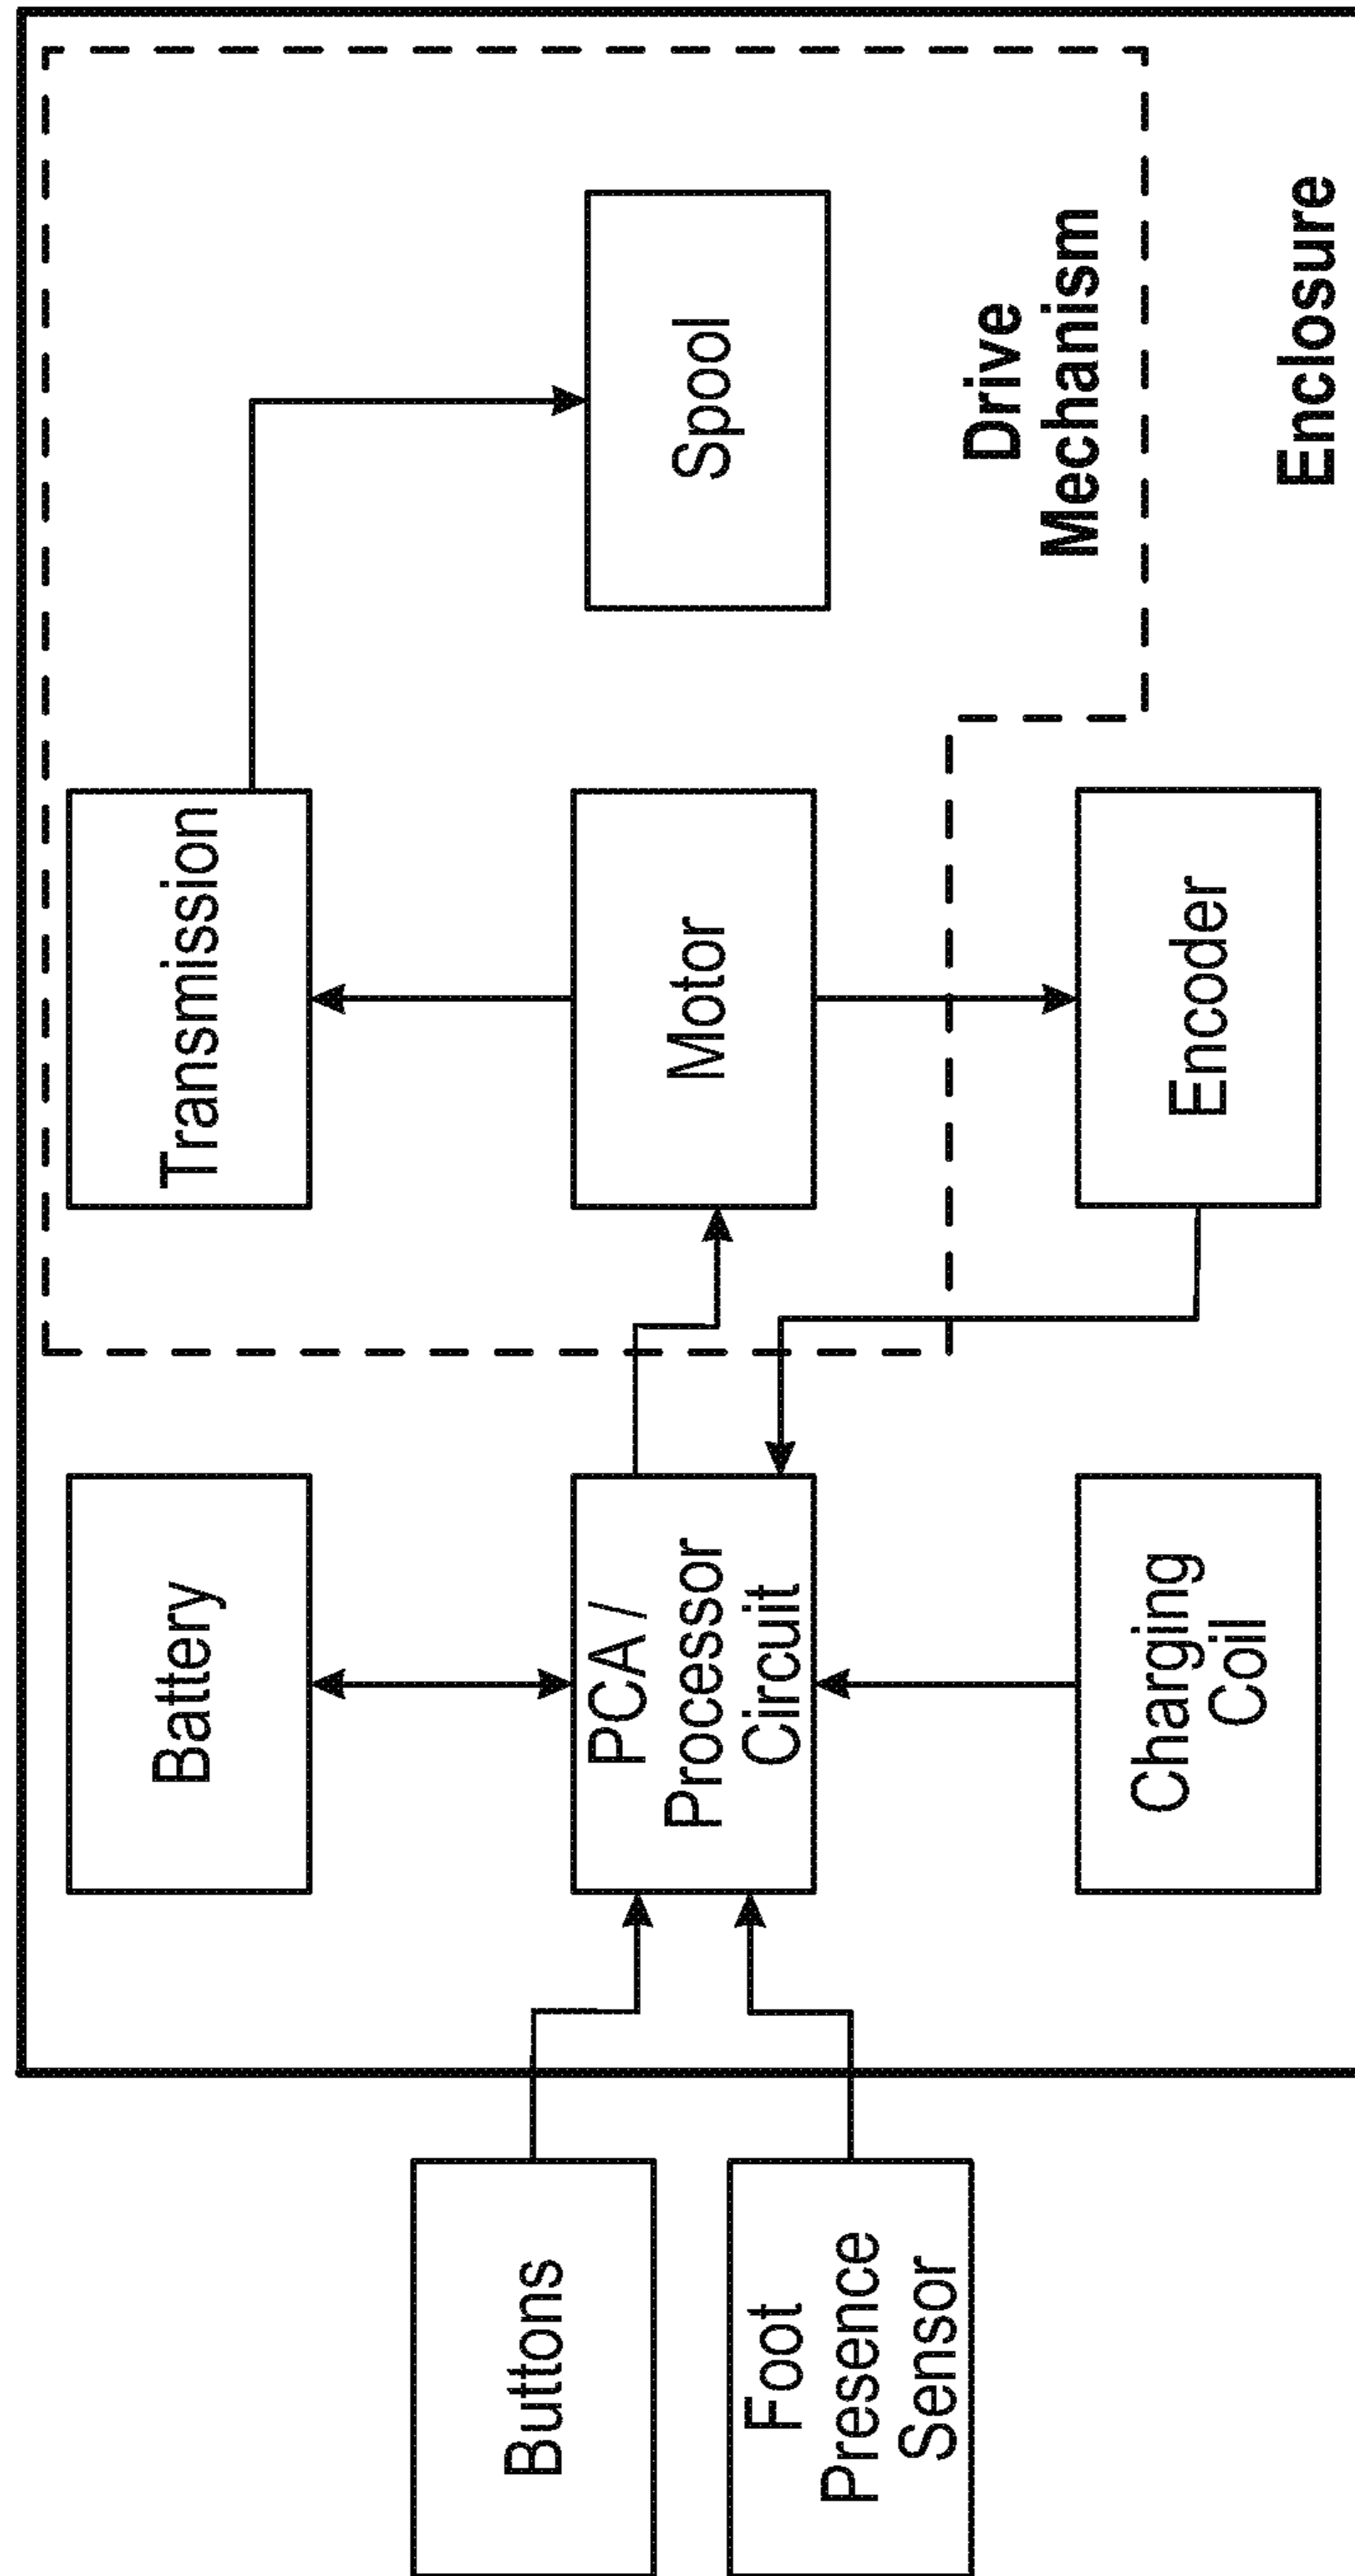 Buttons
Foot
Presence
Sensor
Battery
PCA /
Processor
Circuit
Charging
Coil
Transmission
Motor
Encoder
Spool
Drive
Mechanism
Enclosure